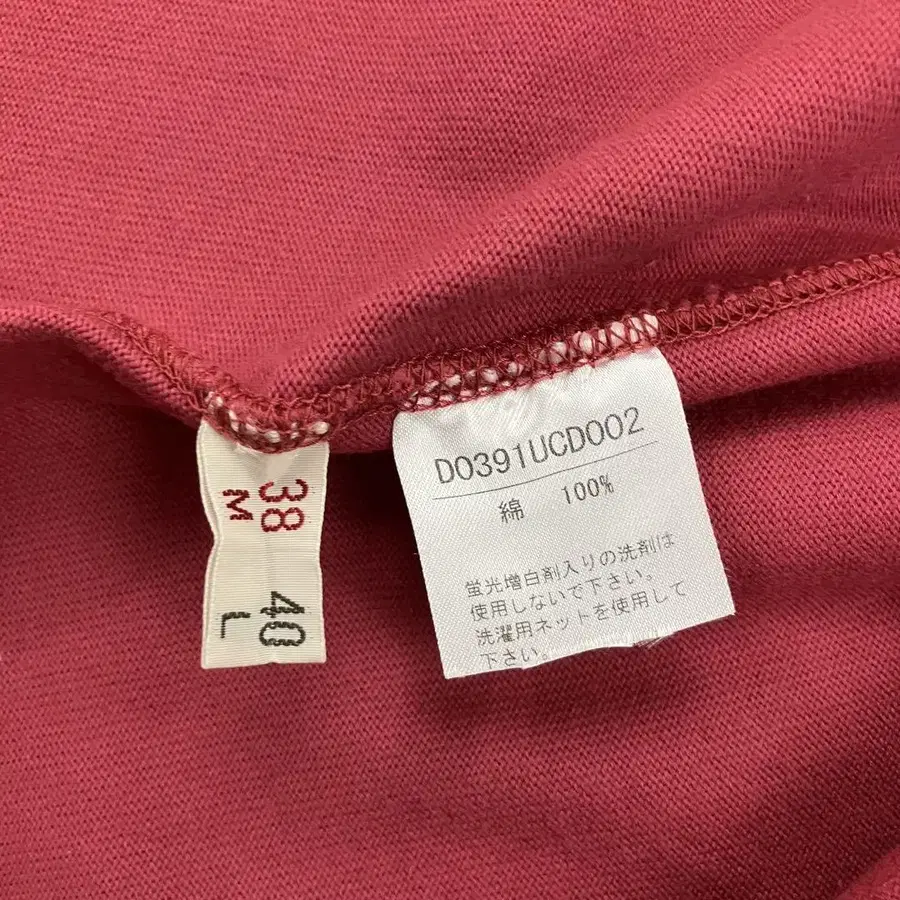 38
M
40
L
D0391UCD002
綿 100%
蛍光増白剤入りの洗剤は
使用しないで下さい。
洗濯用ネットを使用して
下さい。